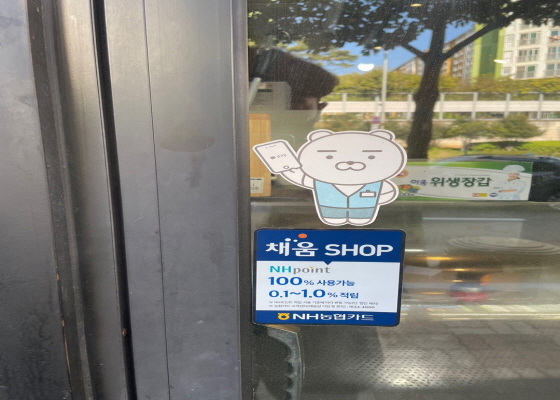 위생장갑
채움 SHOP
NHpoint
100% 사용가능
0.1~1.0% 적립
NH농협카드